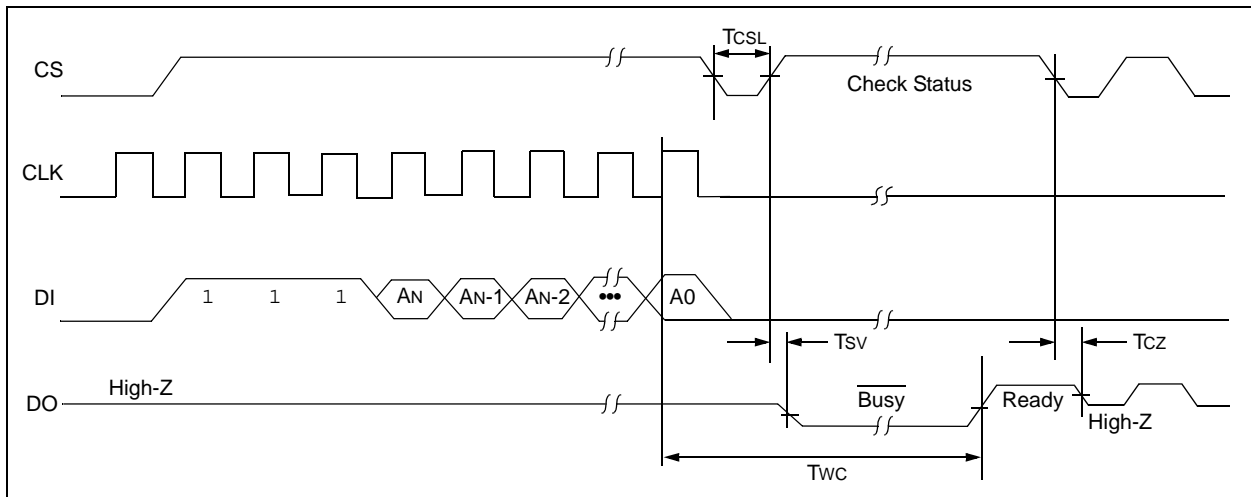 TCSL
CS
Check Status
CLK
DI
1 1 1 AN AN-1 AN-2 ••• A0
TSV
TCZ
High-Z
DO
Busy
Ready
High-Z
TWC